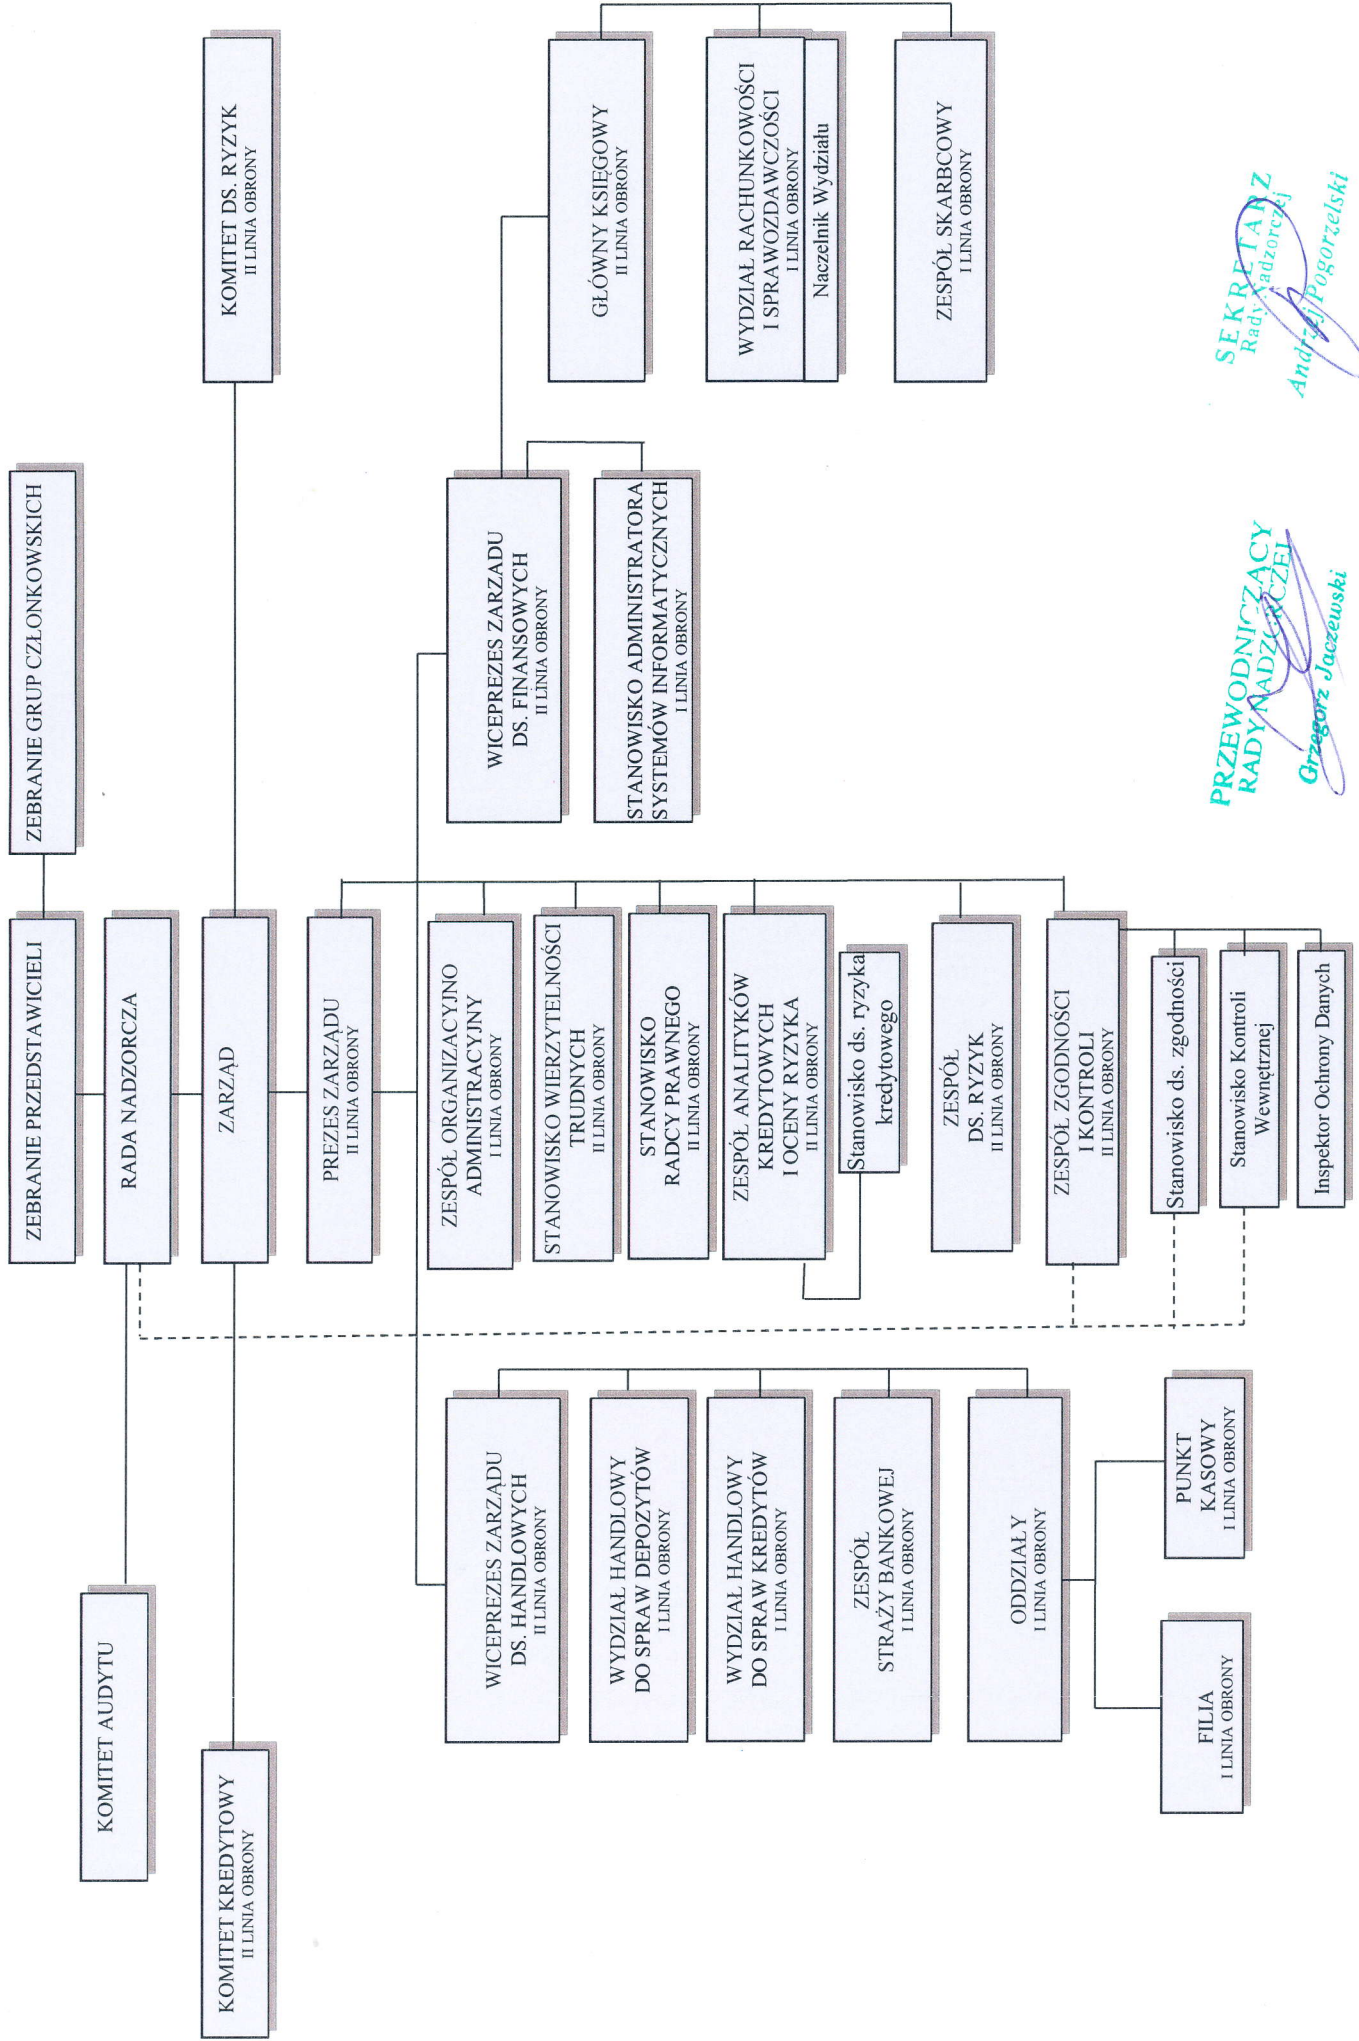 ZEBRANIE PRZEDSTAWICIELI
ZEBRANIE GRUP CZŁONKOWSKICH
KOMITET AUDYTU
RADA NADZORCZA
KOMITET KREDYTOWY
II LINIA OBRONY
ZARZĄD
KOMITET DS. RYZYK
II LINIA OBRONY
PREZES ZARZĄDU
II LINIA OBRONY
WICEPREZES ZARZĄDU
DS. HANDLOWYCH
II LINIA OBRONY
WYDZIAŁ HANDLOWY
DO SPRAW DEPOZYTÓW
I LINIA OBRONY
WYDZIAŁ HANDLOWY
DO SPRAW KREDYTÓW
I LINIA OBRONY
ZESPÓŁ
STRAŻY BANKOWEJ
I LINIA OBRONY
ODDZIAŁY
I LINIA OBRONY
FILIA
I LINIA OBRONY
PUNKT
KASOWY
I LINIA OBRONY
ZESPÓŁ ORGANIZACYJNO
ADMINISTRACYJNY
I LINIA OBRONY
STANOWISKO WIERZYTELNOŚCI
TRUDNYCH
II LINIA OBRONY
STANOWISKO
RADCY PRAWNEGO
II LINIA OBRONY
ZESPÓŁ ANALITYKÓW
KREDYTOWYCH
I OCENY RYZYKA
II LINIA OBRONY
Stanowisko ds. ryzyka
kredytowego
ZESPÓŁ
DS. RYZYK
II LINIA OBRONY
ZESPÓŁ ZGODNOŚCI
I KONTROLI
II LINIA OBRONY
Stanowisko ds. zgodności
Stanowisko Kontroli
Wewnętrznej
Inspektor Ochrony Danych
WICEPREZES ZARZADU
DS. FINANSOWYCH
II LINIA OBRONY
STANOWISKO ADMINISTRATORA
SYSTEMÓW INFORMATYCZNYCH
I LINIA OBRONY
GŁÓWNY KSIĘGOWY
II LINIA OBRONY
WYDZIAŁ RACHUNKOWOŚCI
I SPRAWOZDAWCZOŚCI
I LINIA OBRONY
Naczelnik Wydziału
ZESPÓŁ SKARBCOWY
I LINIA OBRONY
PRZEWODNICZĄCY
RADY NADZORCZEJ
Grzegorz Jaczewski
SEKRETARZ
Rady Nadzorczej
Andrzej Pogorzelski